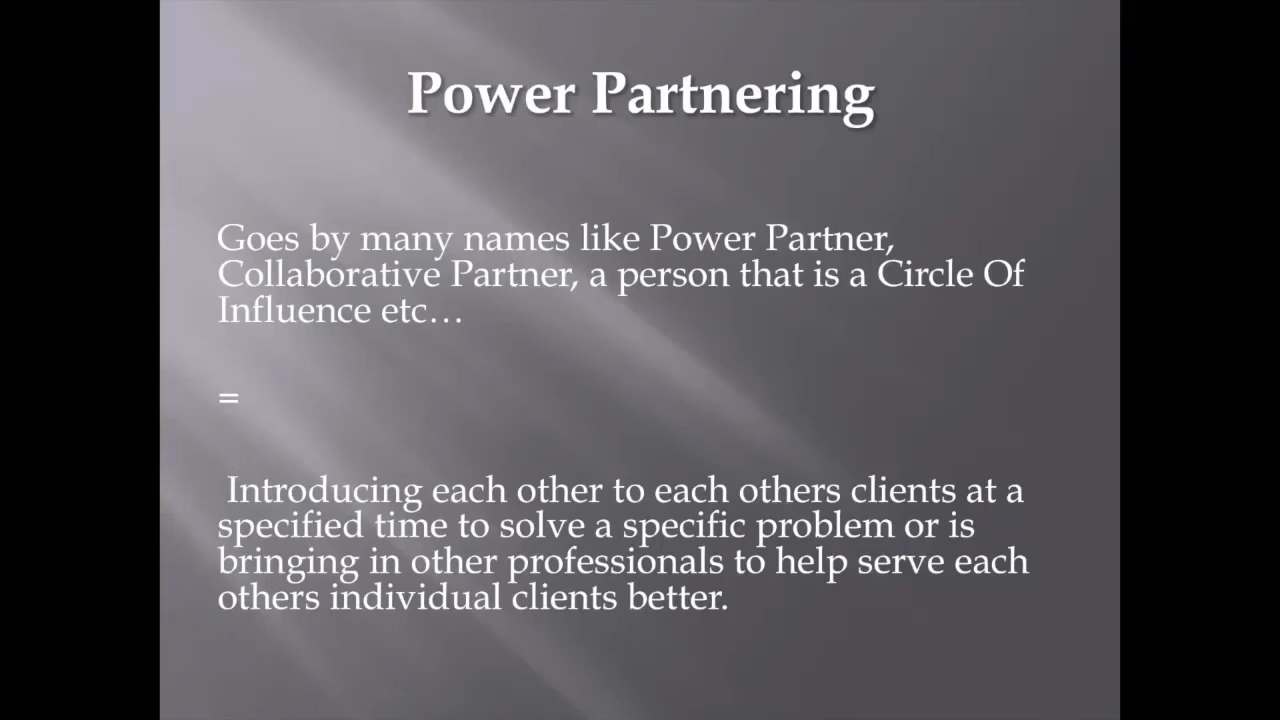 Power Partnering
Goes by many names like Power Partner,
Collaborative Partner, a person that is a Circle Of
Influence etc…
=
Introducing each other to each others clients at a
specified time to solve a specific problem or is
bringing in other professionals to help serve each
others individual clients better.